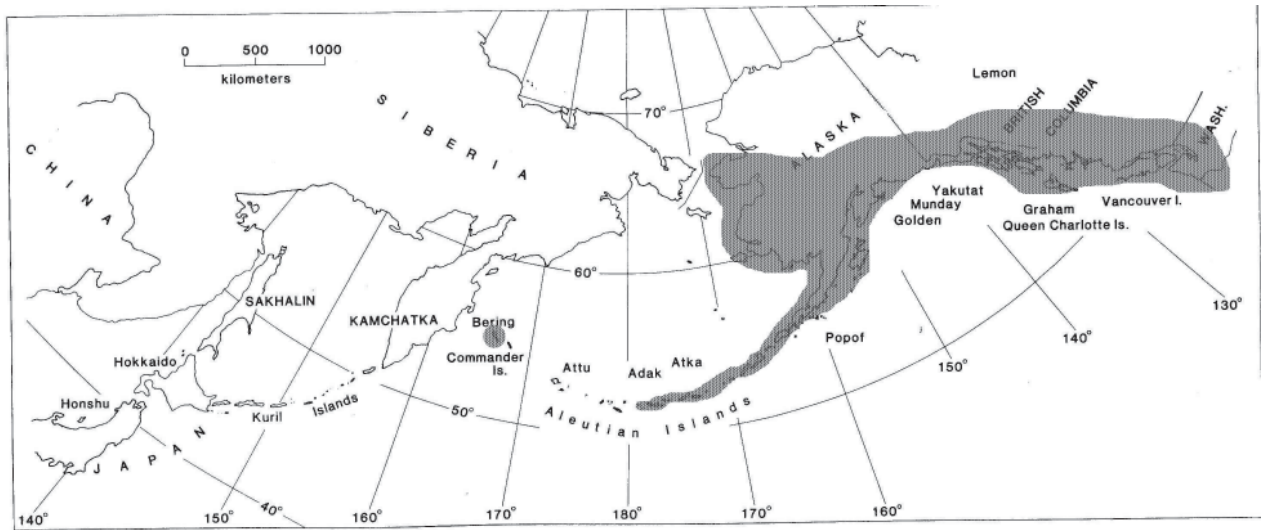 0 500 1000
kilometers
Lemon
SIBERIA
70°
ALASKA
BRITISH
COLUMBIA
WASH.
CHINA
Yakutat
Munday
Golden
Graham
Queen Charlotte Is.
Vancouver I.
60°
SAKHALIN
KAMCHATKA
Bering
Commander
Is.
130°
140°
150°
Popof
Hokkaido
Attu
Adak
Atka
Honshu
Kuril
Islands
50°
Aleutian Islands
JAPAN
40°
140°
150°
160°
170°
180°
170°
160°